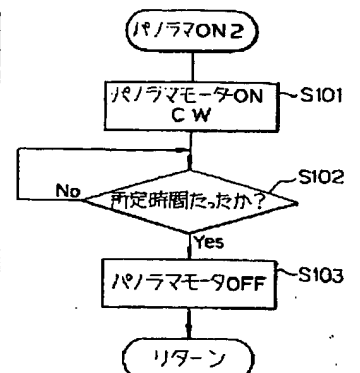 パノラマON2
パノラマモータON
CW
S101
所定時間たったか？
S102
No
Yes
パノラマモータOFF
S103
リターン